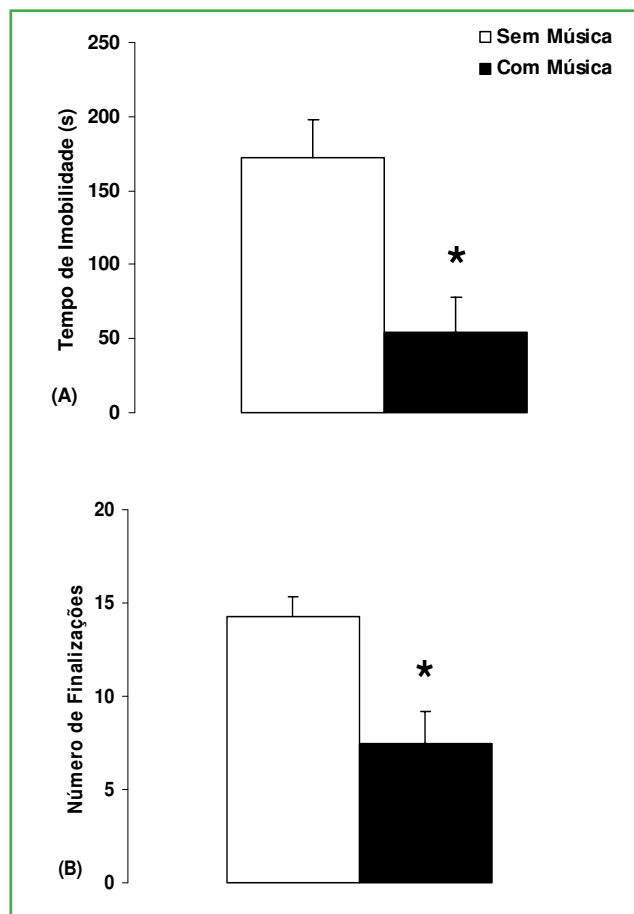 Sem Música
Com Música
Tempo de Imobilidade (s)
250
200
150
100
50
0
*
(A)
Número de Finalizações
20
15
10
5
0
*
(B)